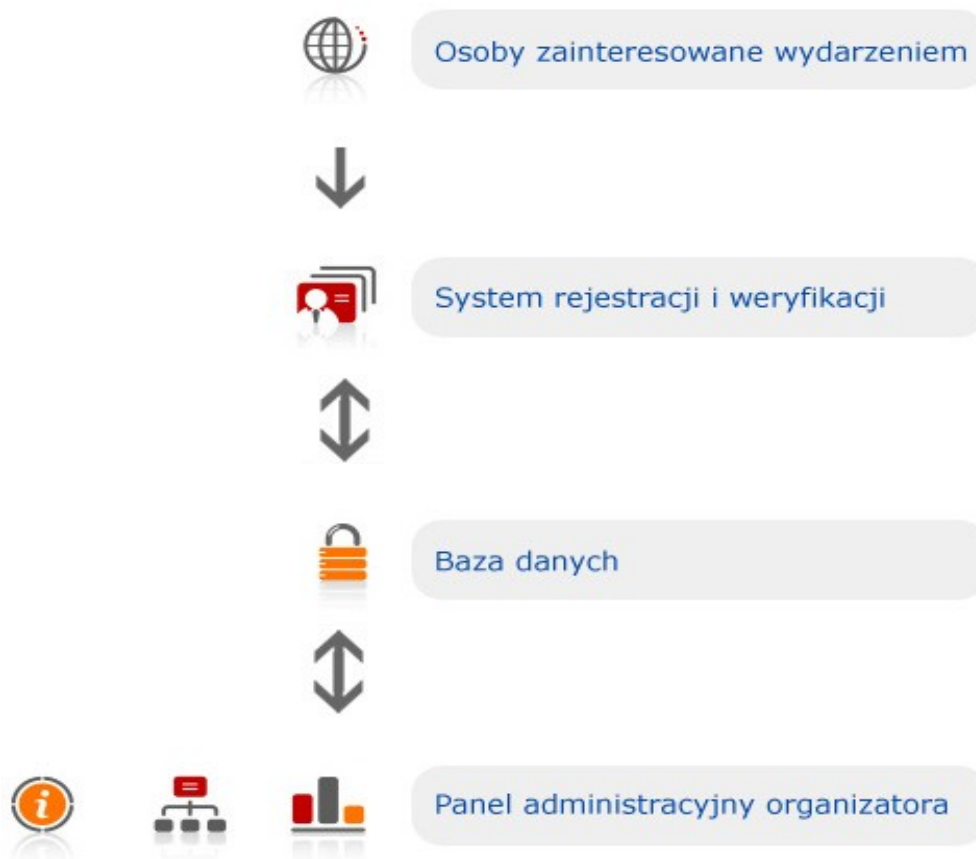 Osoby zainteresowane wydarzeniem
System rejestracji i weryfikacji
Baza danych
Panel administracyjny organizatora